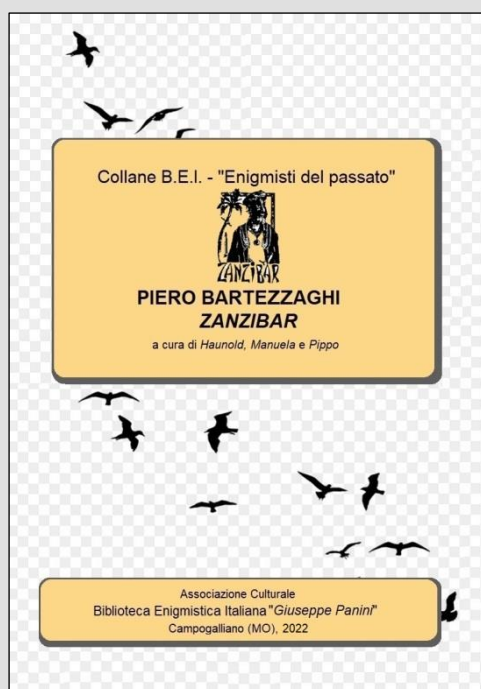 Collane B.E.I. - "Enigmisti del passato"
ZANZIBAR
PIERO BARTEZZAGHI
ZANZIBAR
a cura di Haunold, Manuela e Pippo
Associazione Culturale
Biblioteca Enigmistica Italiana "Giuseppe Panini"
Campogalliano (MO), 2022